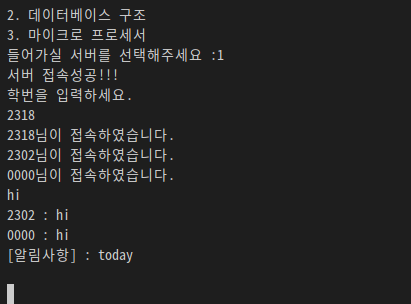 2. 데이터베이스 구조
3. 마이크로 프로세서
들어가실 서버를 선택해주세요 :1
서버 접속성공!!!
학번을 입력하세요.
2318
2318님이 접속하였습니다.
2302님이 접속하였습니다.
0000님이 접속하였습니다.
hi
2302 : hi
0000 : hi
[알림사항] : today